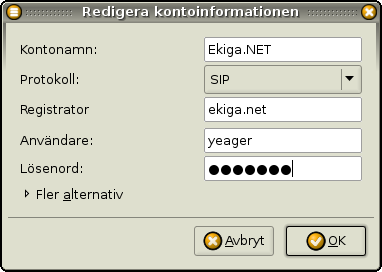 Redigera kontoinformationen
Kontonamn: Ekiga.NET
Protokoll: SIP
Registrator ekiga.net
Användare: yeager
Lösenord: ●●●●●●●
Fler alternativ
Avbryt OK